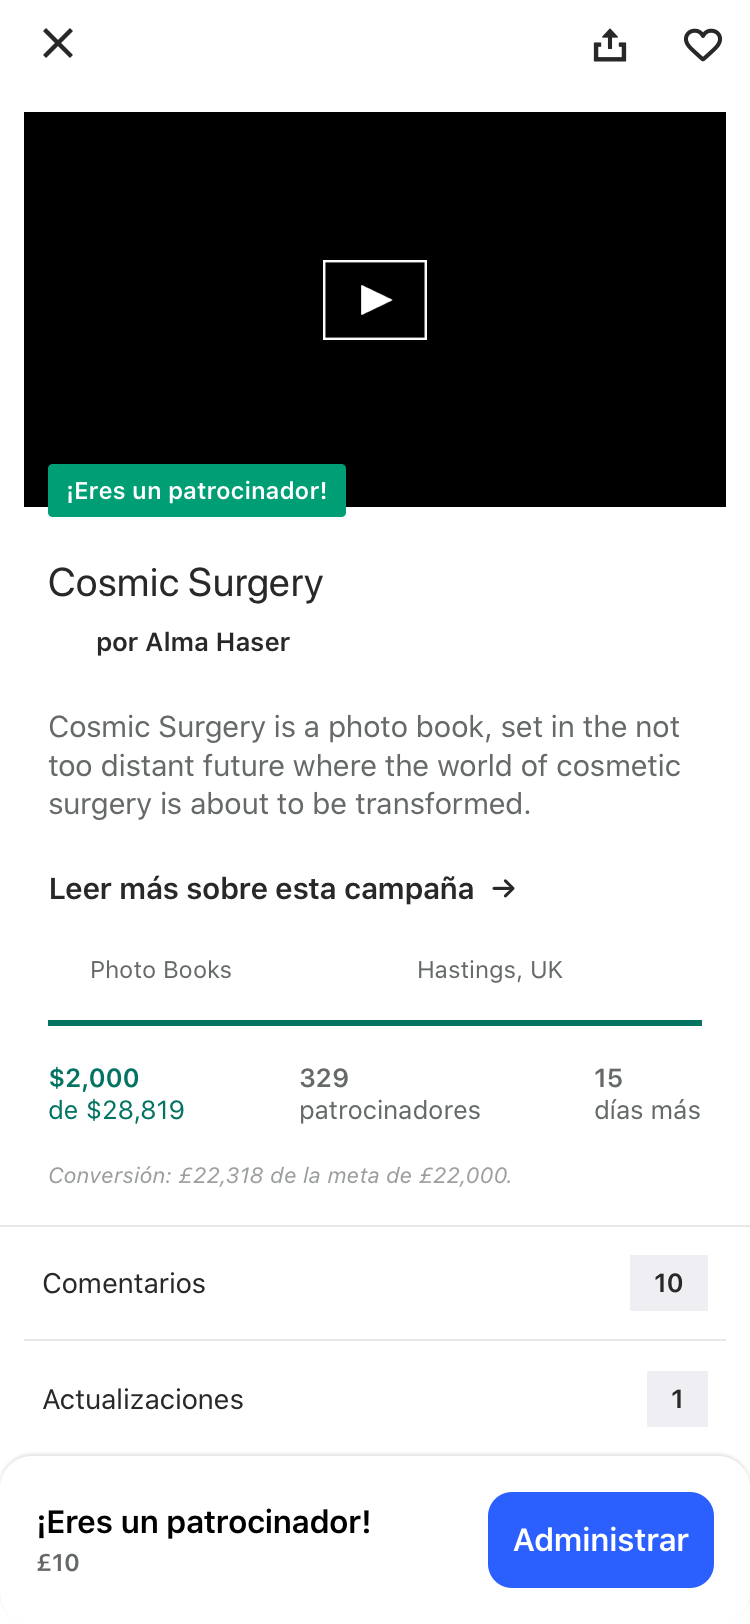 ¡Eres un patrocinador!
Cosmic Surgery
por Alma Haser
Cosmic Surgery is a photo book, set in the not
too distant future where the world of cosmetic
surgery is about to be transformed.
Leer más sobre esta campaña →
Photo Books
Hastings, UK
$2,000
de $28,819
329
patrocinadores
15
días más
Conversión: £22,318 de la meta de £22,000.
Comentarios
10
Actualizaciones
1
¡Eres un patrocinador!
£10
Administrar